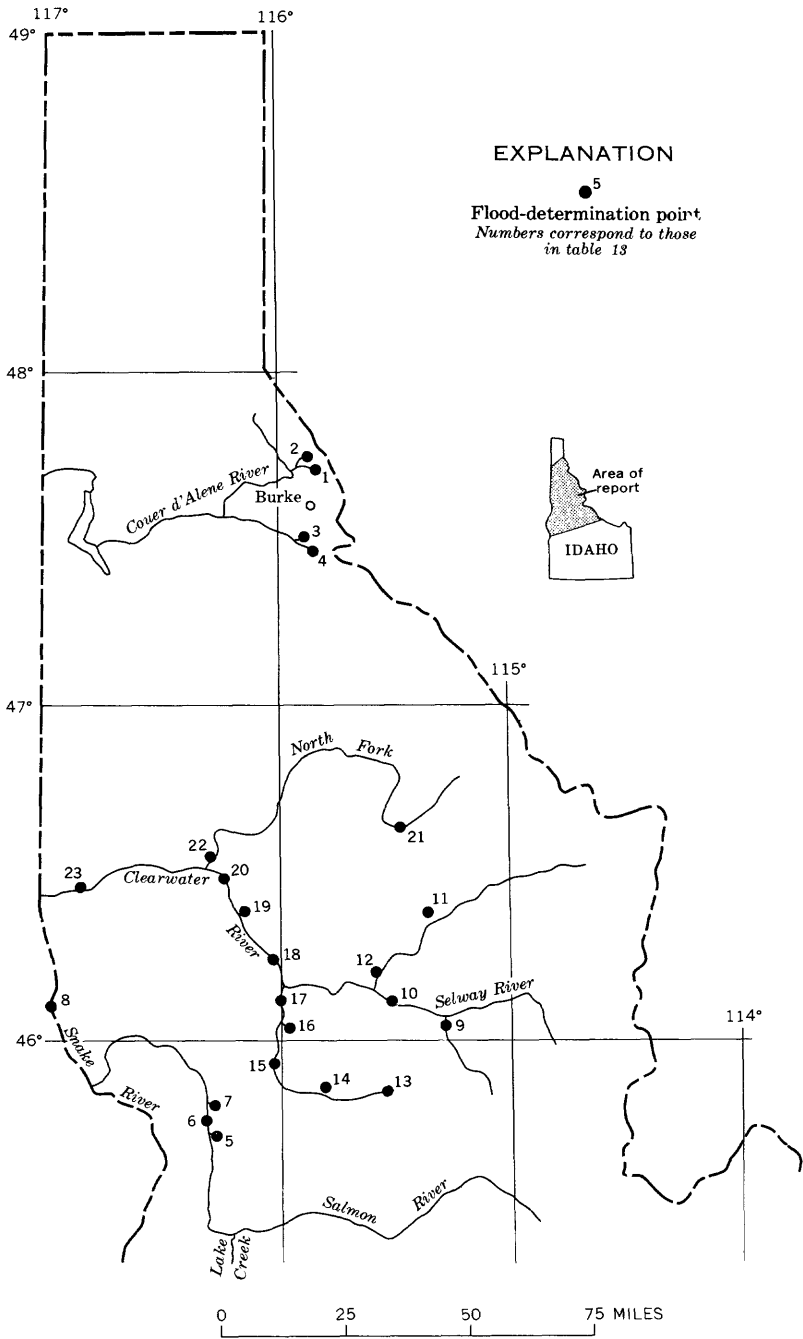 117°
116°
49°
EXPLANATION
5
Flood-determination point
Numbers correspond to those
in table 13
48°
2
1
Couer d'Alene River
Burke
3
4
Area of
report
IDAHO
115°
47°
North Fork
22
21
23
Clearwater
20
19
11
River
18
12
17
10
Selway River
8
16
9
114°
46°
Snake
15
14
13
River
7
6
5
Salmon River
Lake
Creek
0 25 50 75 MILES